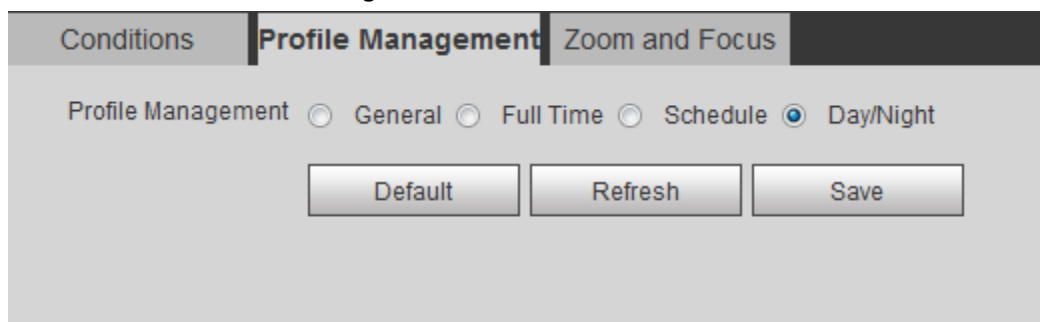 Conditions Profile Management Zoom and Focus
Profile Management General Full Time Schedule Day/Night
Default Refresh Save